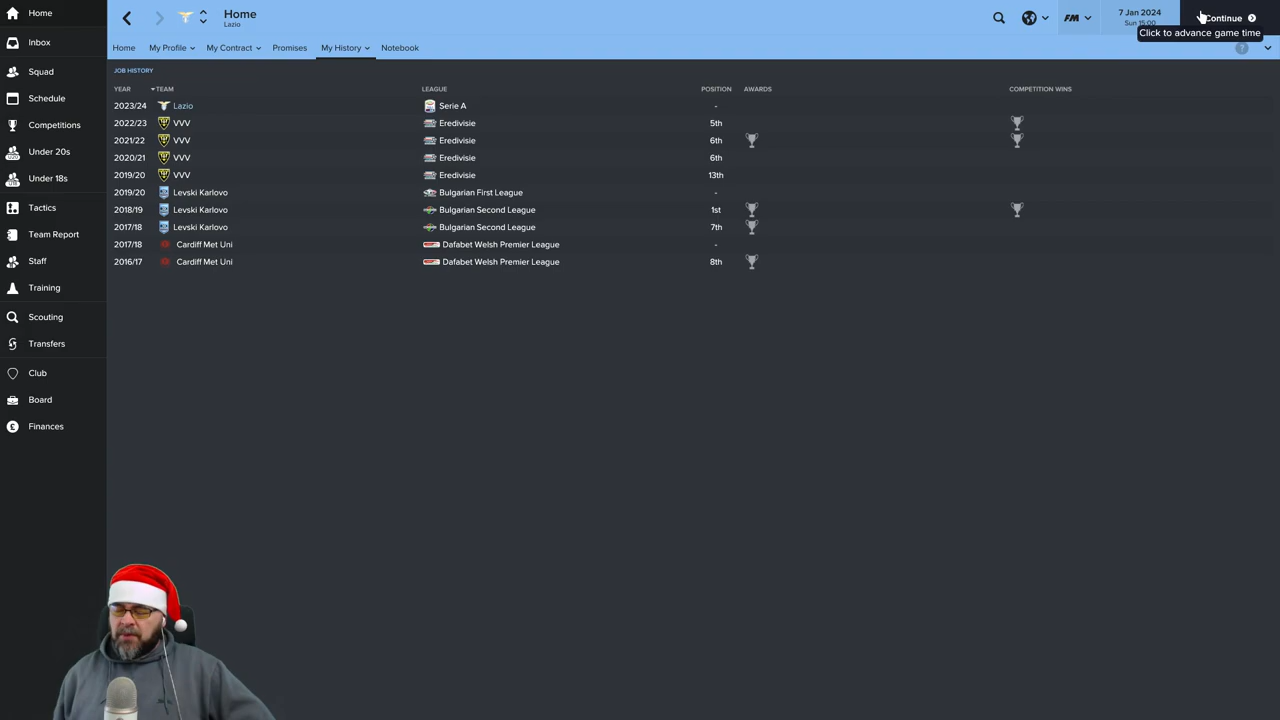 Home
Inbox
Squad
Schedule
Competitions
Under 20s
Under 18s
Tactics
Team Report
Staff
Training
Scouting
Transfers
Club
Board
Finances
Home
Lazio
FM
7 Jan 2024
Sun 15:00
Continue
Click to advance game time
Home My Profile My Contract Promises My History Notebook ?
JOB HISTORY
YEAR TEAM LEAGUE POSITION AWARDS COMPETITION WINS
2023/24 Lazio Serie A -
2022/23 VVV Eredivisie 5th
2021/22 VVV Eredivisie 6th
2020/21 VVV Eredivisie 6th
2019/20 VVV Eredivisie 13th
2019/20 Levski Karlovo Bulgarian First League -
2018/19 Levski Karlovo Bulgarian Second League 1st
2017/18 Levski Karlovo Bulgarian Second League 7th
2017/18 Cardiff Met Uni Dafabet Welsh Premier League -
2016/17 Cardiff Met Uni Dafabet Welsh Premier League 8th